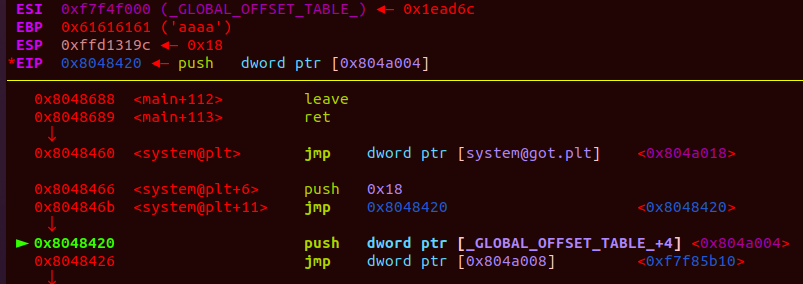 ESI  0xf7f4f000 (_GLOBAL_OFFSET_TABLE_) ◂— 0x1ead6c
EBP  0x61616161 ('aaaa')
ESP  0xffd1319c ◂— 0x18
*EIP  0x8048420 ◂— push   dword ptr [0x804a004]
0x8048688  <main+112>          leave
0x8048689  <main+113>          ret
↓
0x8048460  <system@plt>        jmp    dword ptr [system@got.plt]     <0x804a018>
0x8048466  <system@plt+6>      push   0x18
0x804846b  <system@plt+11>     jmp    0x8048420                      <0x8048420>
↓
► 0x8048420                      push   dword ptr [_GLOBAL_OFFSET_TABLE_+4] <0x804a004>
0x8048426                      jmp    dword ptr [0x804a008]          <0xf7f85b10>
↓